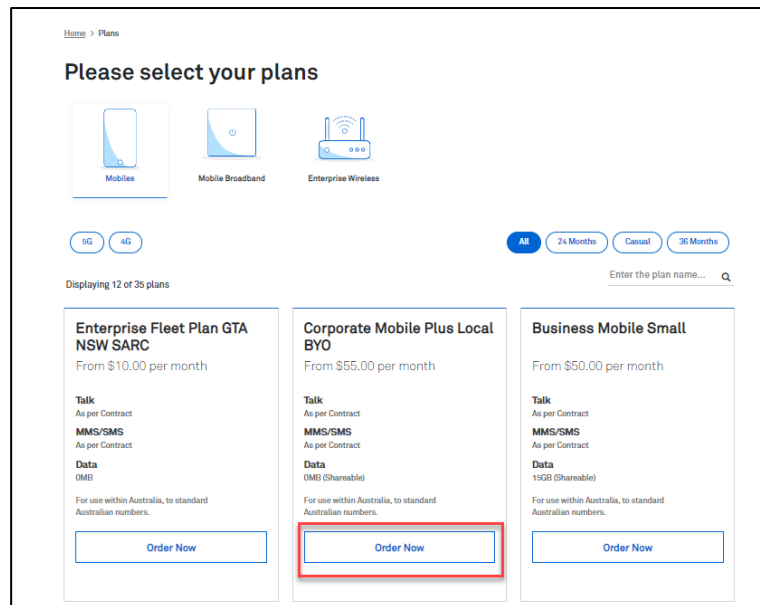 Home > Plans
Please select your plans
Mobiles
Mobile Broadband
Enterprise Wireless
5G
4G
All
24 Months
Casual
36 Months
Enter the plan name...
Displaying 12 of 35 plans
Enterprise Fleet Plan GTA
NSW SARC
From $10.00 per month
Talk
As per Contract
MMS/SMS
As per Contract
Data
0MB
For use within Australia, to standard
Australian numbers.
Order Now
Corporate Mobile Plus Local
BYO
From $55.00 per month
Talk
As per Contract
MMS/SMS
As per Contract
Data
0MB (Shareable)
For use within Australia, to standard
Australian numbers.
Order Now
Business Mobile Small
From $50.00 per month
Talk
As per Contract
MMS/SMS
As per Contract
Data
15GB (Shareable)
For use within Australia, to standard
Australian numbers.
Order Now